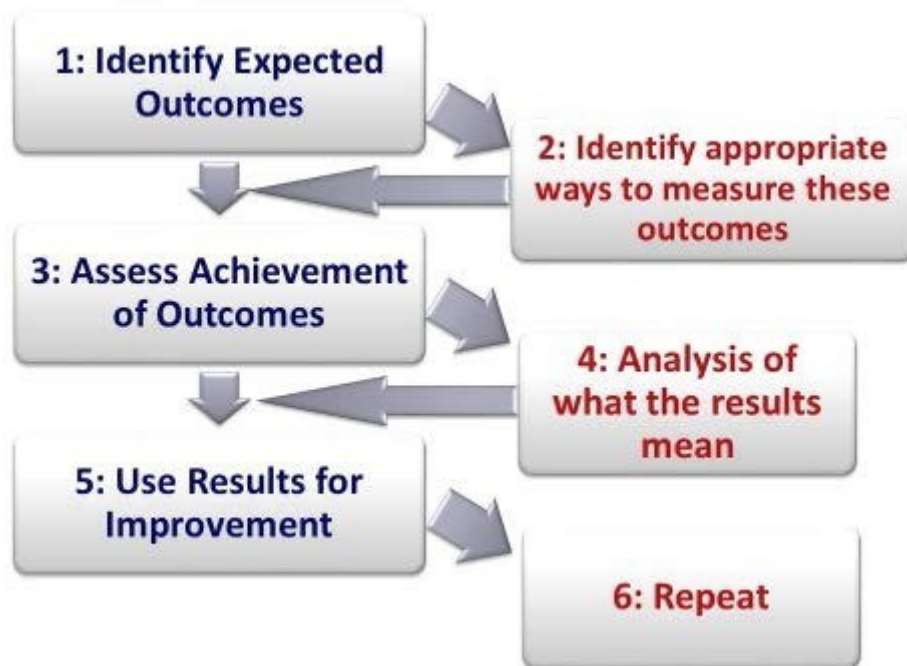 1: Identify Expected
Outcomes
2: Identify appropriate
ways to measure these
outcomes
3: Assess Achievement
of Outcomes
4: Analysis of
what the results
mean
5: Use Results for
Improvement
6: Repeat